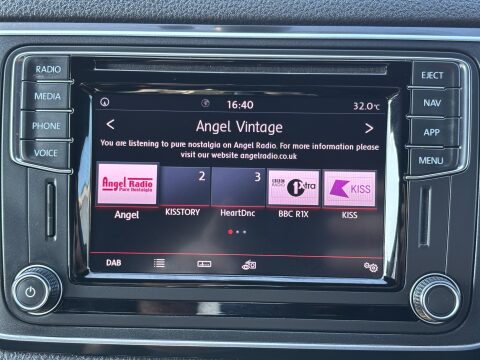 RADIO
MEDIA
PHONE
VOICE
EJECT
NAV
APP
MENU
16:40
32.0°C
< Angel Vintage >
You are listening to pure nostalgia on Angel Radio. For more information please
visit our website angelradio.co.uk
Angel Radio
Pure Nostalgia
2
3
BBC
RADIO
1Xtra
KISS
Angel
KISSTORY
HeartDnc
BBC R1X
KISS
DAB